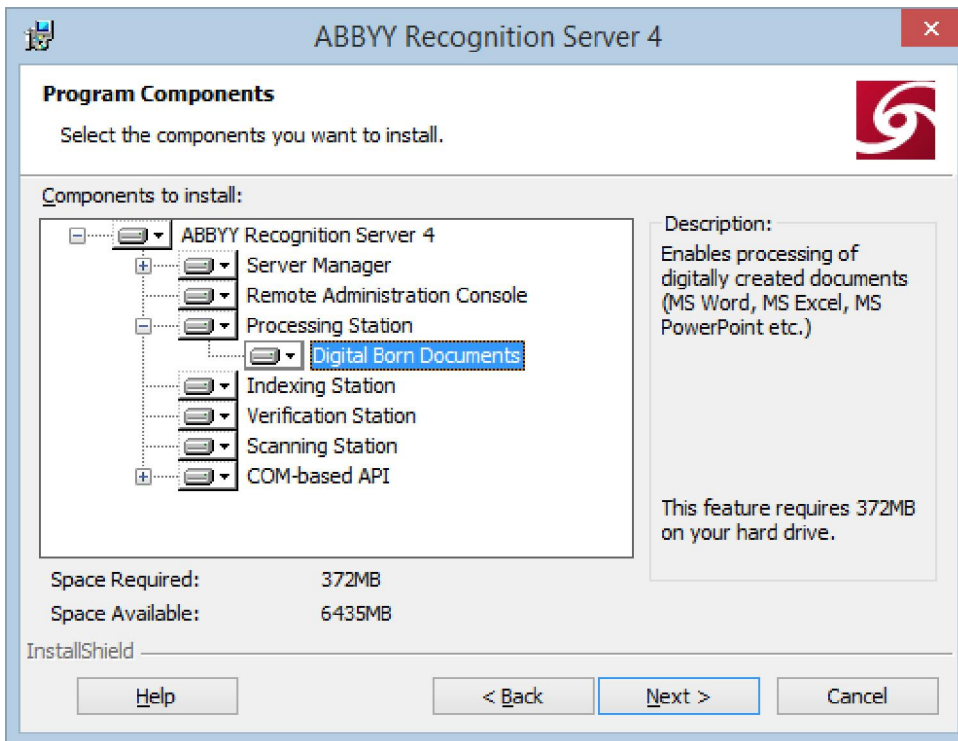 ABBYY Recognition Server 4
Program Components
Select the components you want to install.
Components to install:
ABBYY Recognition Server 4
Server Manager
Remote Administration Console
Processing Station
Digital Born Documents
Indexing Station
Verification Station
Scanning Station
COM-based API
Description:
Enables processing of
digitally created documents
(MS Word, MS Excel, MS
PowerPoint etc.)
This feature requires 372MB
on your hard drive.
Space Required: 372MB
Space Available: 6435MB
InstallShield
Help < Back Next > Cancel